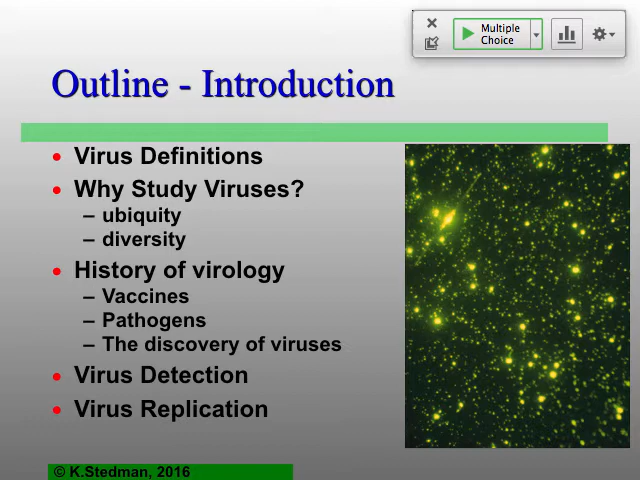 Multiple
Choice
Outline - Introduction
• Virus Definitions
• Why Study Viruses?
– ubiquity
– diversity
• History of virology
– Vaccines
– Pathogens
– The discovery of viruses
• Virus Detection
• Virus Replication
© K.Stedman, 2016